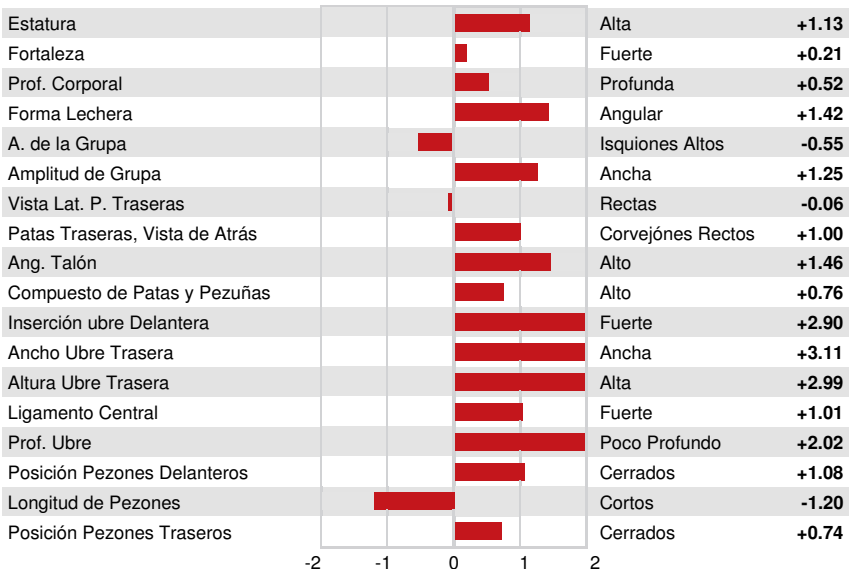 Estatura Alta +1.13
Fortaleza Fuerte +0.21
Prof. Corporal Profunda +0.52
Forma Lechera Angular +1.42
A. de la Grupa Isquiones Altos -0.55
Amplitud de Grupa Ancha +1.25
Vista Lat. P. Traseras Rectas -0.06
Patas Traseras, Vista de Atrás Corvejónes Rectos +1.00
Ang. Talón Alto +1.46
Compuesto de Patas y Pezuñas Alto +0.76
Inserción ubre Delantera Fuerte +2.90
Ancho Ubre Trasera Ancha +3.11
Altura Ubre Trasera Alta +2.99
Ligamento Central Fuerte +1.01
Prof. Ubre Poco Profundo +2.02
Posición Pezones Delanteros Cerrados +1.08
Longitud de Pezones Cortos -1.20
Posición Pezones Traseros Cerrados +0.74
-2 -1 0 1 2